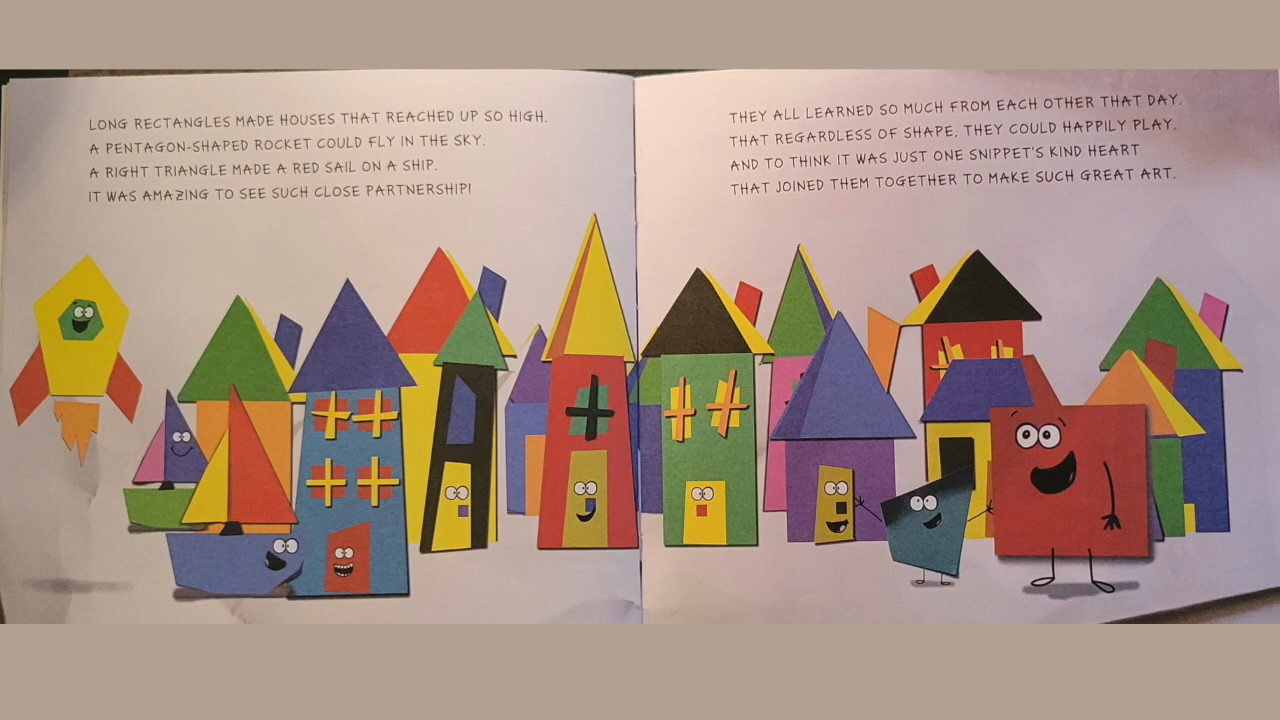 LONG RECTANGLES MADE HOUSES THAT REACHED UP SO HIGH.
A PENTAGON-SHAPED ROCKET COULD FLY IN THE SKY.
A RIGHT TRIANGLE MADE A RED SAIL ON A SHIP.
IT WAS AMAZING TO SEE SUCH CLOSE PARTNERSHIP!
THEY ALL LEARNED SO MUCH FROM EACH OTHER THAT DAY.
THAT REGARDLESS OF SHAPE, THEY COULD HAPPILY PLAY.
AND TO THINK IT WAS JUST ONE SNIPPET'S KIND HEART
THAT JOINED THEM TOGETHER TO MAKE SUCH GREAT ART.